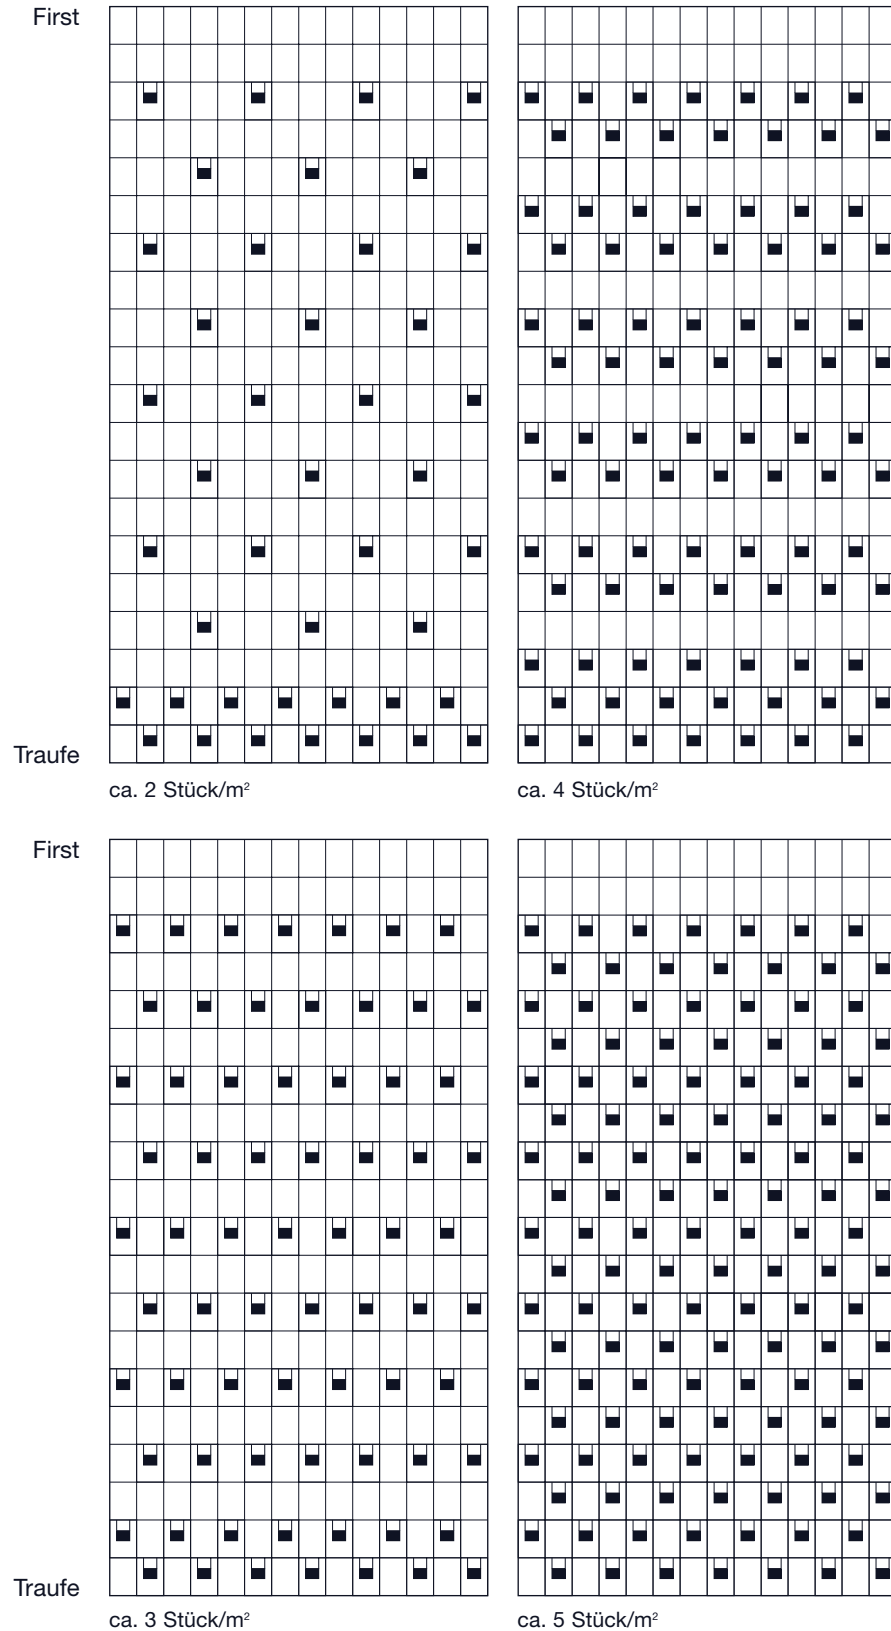 First
Traufe
ca. 2 Stück/m²
ca. 4 Stück/m²
First
Traufe
ca. 3 Stück/m²
ca. 5 Stück/m²